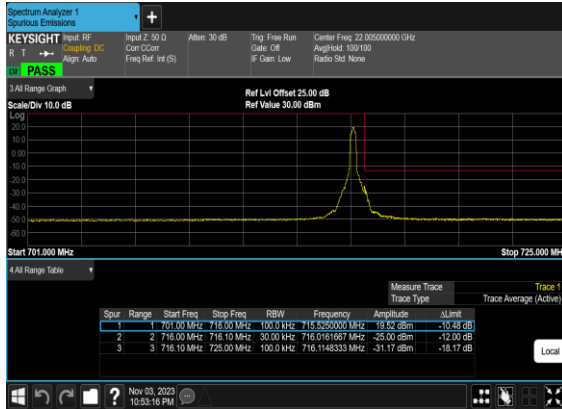 Spectrum Analyzer 1
Spurious Emissions
KEYSIGHT Input: RF Input Z: 50 Ω Atten: 30 dB Trig: Free Run Center Freq: 22.005000000 GHz
R T Coupling: DC Corr CCorr Gate: Off Avg|Hold: 100/100
Align: Auto Freq Ref: Int (S) IF Gain: Low Radio Std: None
PASS
3 All Range Graph
Ref Lvl Offset 25.00 dB
Scale/Div 10.0 dB Ref Value 30.00 dBm
Log
20.0
10.0
0.00
-10.0
-20.0
-30.0
-40.0
-50.0
-60.0
Start 701.000 MHz Stop 725.000 MH
4 All Range Table
Measure Trace Trace 1
Trace Type Trace Average (Active)
Spur Range Start Freq Stop Freq RBW Frequency Amplitude ΔLimit
1 1 701.00 MHz 716.00 MHz 100.0 kHz 715.5250000 MHz 19.52 dBm -10.48 dB
2 2 716.00 MHz 716.10 MHz 30.00 kHz 716.0161667 MHz -25.00 dBm -12.00 dB
3 3 716.10 MHz 725.00 MHz 100.0 kHz 716.1148333 MHz -31.17 dBm -18.17 dB
Local
? Nov 03, 2023
10:53:16 PM